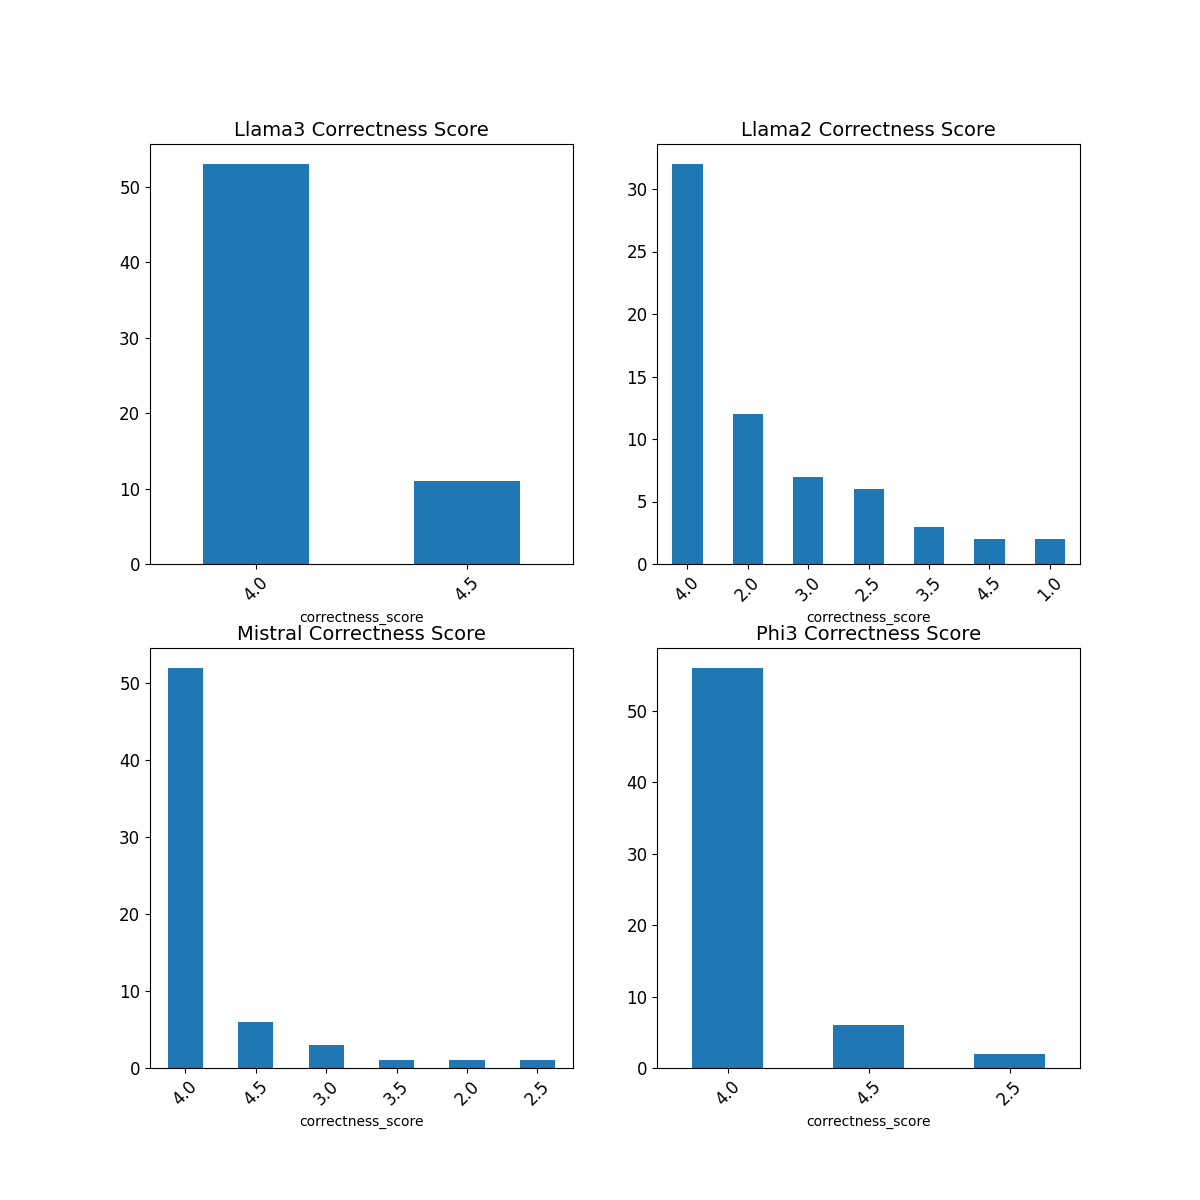 Llama3 Correctness Score
50
40
30
20
10
0
4.0 4.5
correctness_score
Llama2 Correctness Score
30
25
20
15
10
5
0
4.0 2.0 3.0 2.5 3.5 4.5 1.0
correctness_score
Mistral Correctness Score
50
40
30
20
10
0
4.0 4.5 3.0 3.5 2.0 2.5
correctness_score
Phi3 Correctness Score
50
40
30
20
10
0
4.0 4.5 2.5
correctness_score